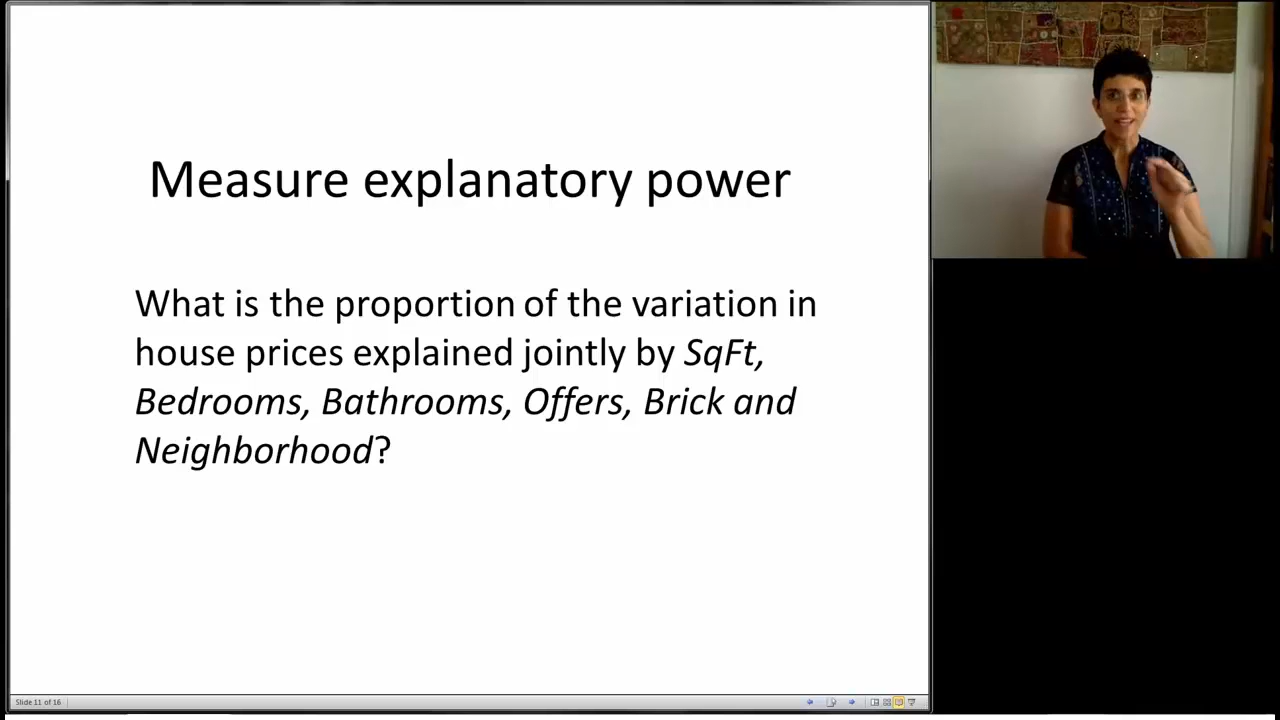 Measure explanatory power
What is the proportion of the variation in
house prices explained jointly by SqFt,
Bedrooms, Bathrooms, Offers, Brick and
Neighborhood?
Slide 11 of 16